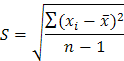 S = √(∑(xᵢ − x̄)² / (n − 1))